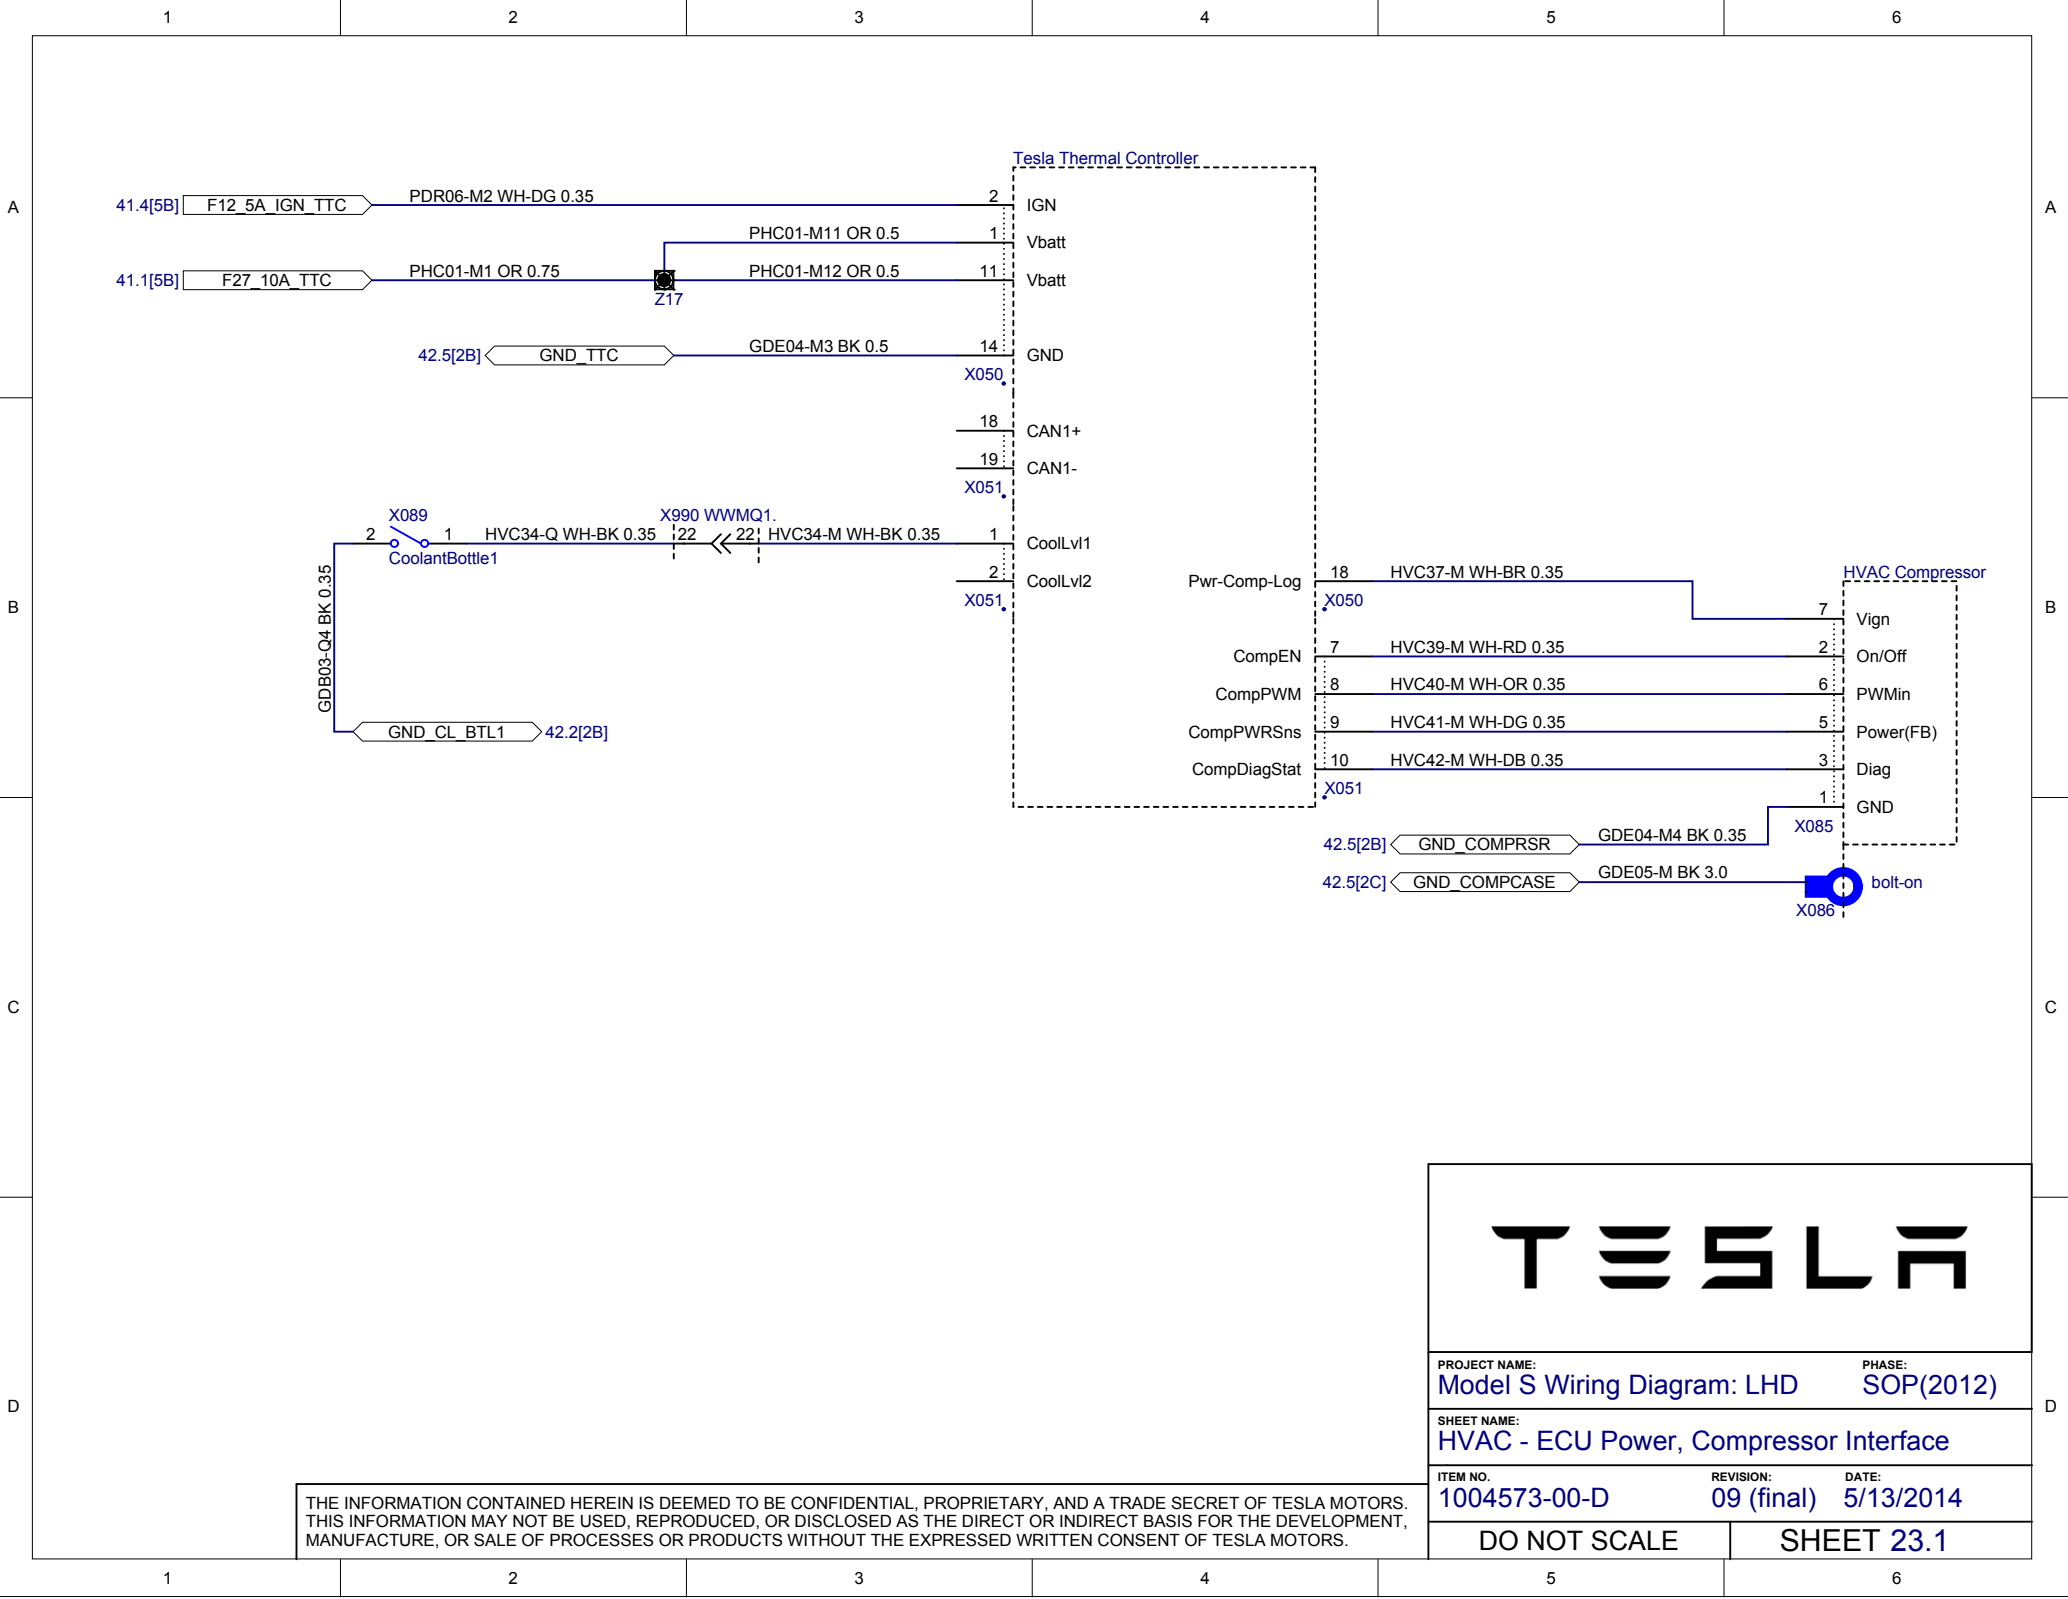 1 2 3 4 5 6
Tesla Thermal Controller
A 41.4[5B] F12_5A_IGN_TTC PDR06-M2 WH-DG 0.35 2 IGN A
PHC01-M11 OR 0.5 1 Vbatt
41.1[5B] F27_10A_TTC PHC01-M1 OR 0.75 PHC01-M12 OR 0.5 11 Vbatt
Z17
42.5[2B] GND_TTC GDE04-M3 BK 0.5 14 GND
X050
18 CAN1+
19 CAN1-
X051
X089 X990 WWMQ1.
2 1 HVC34-Q WH-BK 0.35 22 22 HVC34-M WH-BK 0.35 1 CoolLvl1
CoolantBottle1
2 CoolLvl2 Pwr-Comp-Log 18 HVC37-M WH-BR 0.35 HVAC Compressor
X051 X050
B GDB03-Q4 BK 0.35 7 Vign B
CompEN 7 HVC39-M WH-RD 0.35 2 On/Off
CompPWM 8 HVC40-M WH-OR 0.35 6 PWMin
GND_CL_BTL1 42.2[2B] CompPWRSns 9 HVC41-M WH-DG 0.35 5 Power(FB)
CompDiagStat 10 HVC42-M WH-DB 0.35 3 Diag
X051
1 GND
X085
42.5[2B] GND_COMPRSR GDE04-M4 BK 0.35
42.5[2C] GND_COMPCASE GDE05-M BK 3.0 bolt-on
X086
C C
TESLA
PROJECT NAME: PHASE:
Model S Wiring Diagram: LHD SOP(2012)
D D
SHEET NAME:
HVAC - ECU Power, Compressor Interface
ITEM NO. REVISION: DATE:
1004573-00-D 09 (final) 5/13/2014
DO NOT SCALE SHEET 23.1
THE INFORMATION CONTAINED HEREIN IS DEEMED TO BE CONFIDENTIAL, PROPRIETARY, AND A TRADE SECRET OF TESLA MOTORS.
THIS INFORMATION MAY NOT BE USED, REPRODUCED, OR DISCLOSED AS THE DIRECT OR INDIRECT BASIS FOR THE DEVELOPMENT,
MANUFACTURE, OR SALE OF PROCESSES OR PRODUCTS WITHOUT THE EXPRESSED WRITTEN CONSENT OF TESLA MOTORS.
1 2 3 4 5 6